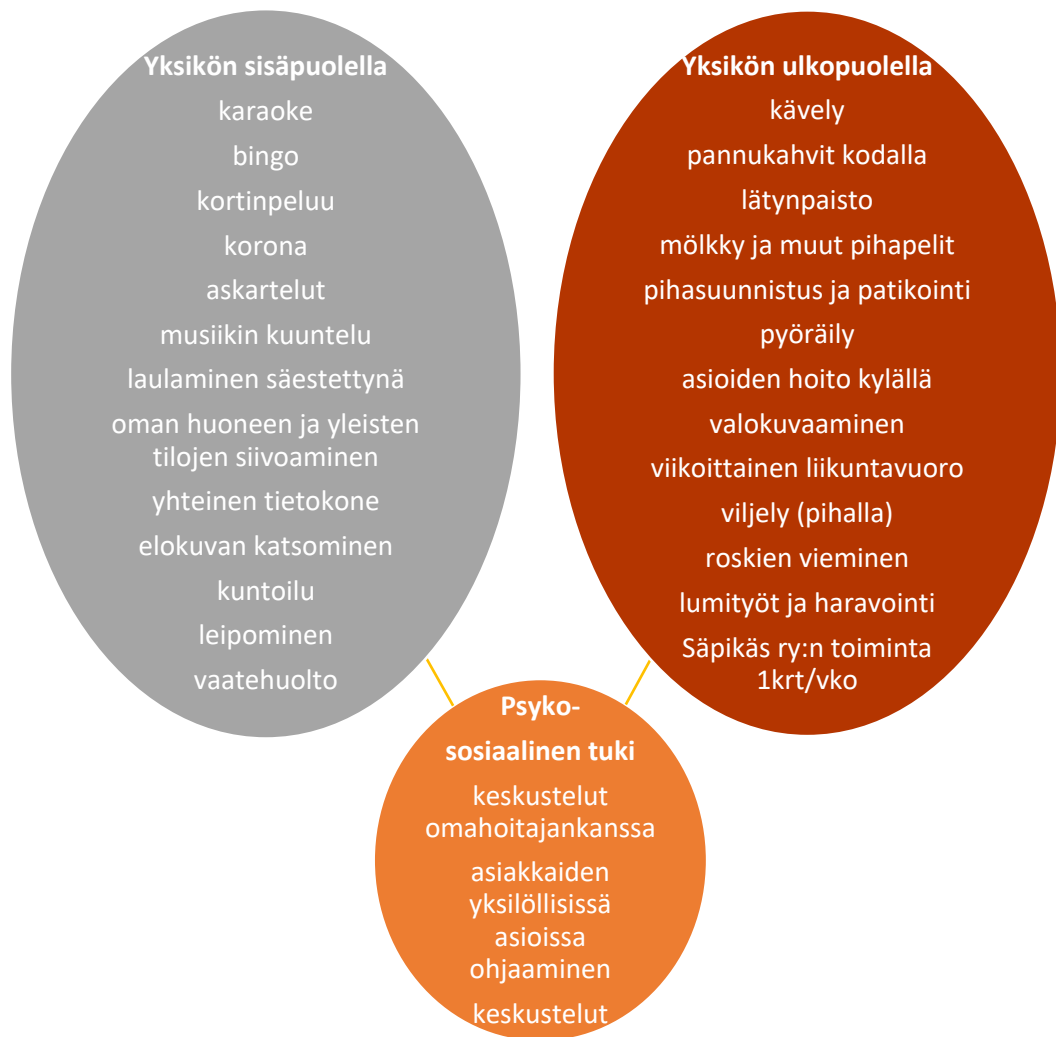 Yksikön sisäpuolella
karaoke
bingo
kortinpeluu
korona
askartelut
musiikin kuuntelu
laulaminen säestettynä
oman huoneen ja yleisten
tilojen siivoaminen
yhteinen tietokone
elokuvan katsominen
kuntoilu
leipominen
vaatehuolto
Yksikön ulkopuolella
kävely
pannukahvit kodalla
lätynpaisto
mölkky ja muut pihapelit
pihasuunnistus ja patikointi
pyöräily
asioiden hoito kylällä
valokuvaaminen
viikoittainen liikuntavuoro
viljely (pihalla)
roskien vieminen
lumityöt ja haravointi
Säpikäs ry:n toiminta
1krt/vko
Psyko-
sosiaalinen tuki
keskustelut
omahoitajankanssa
asiakkaiden
yksilöllisissä
asioissa
ohjaaminen
keskustelut